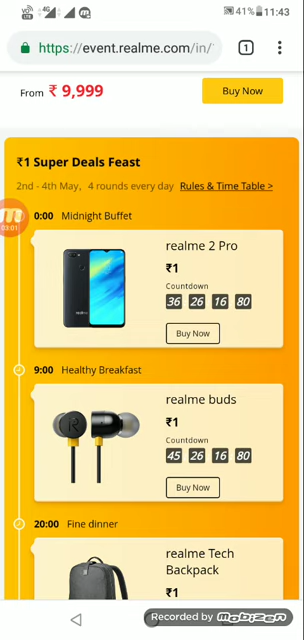 4G
41%
11:43
https://event.realme.com/in/
1
From ₹ 9,999
Buy Now
₹1 Super Deals Feast
2nd - 4th May, 4 rounds every day Rules & Time Table >
03:01
0:00 Midnight Buffet
realme 2 Pro
₹1
Countdown
36 26 16 80
Buy Now
9:00 Healthy Breakfast
realme buds
₹1
Countdown
45 26 16 80
Buy Now
20:00 Fine dinner
realme Tech
Backpack
₹1
Recorded by Mobizen